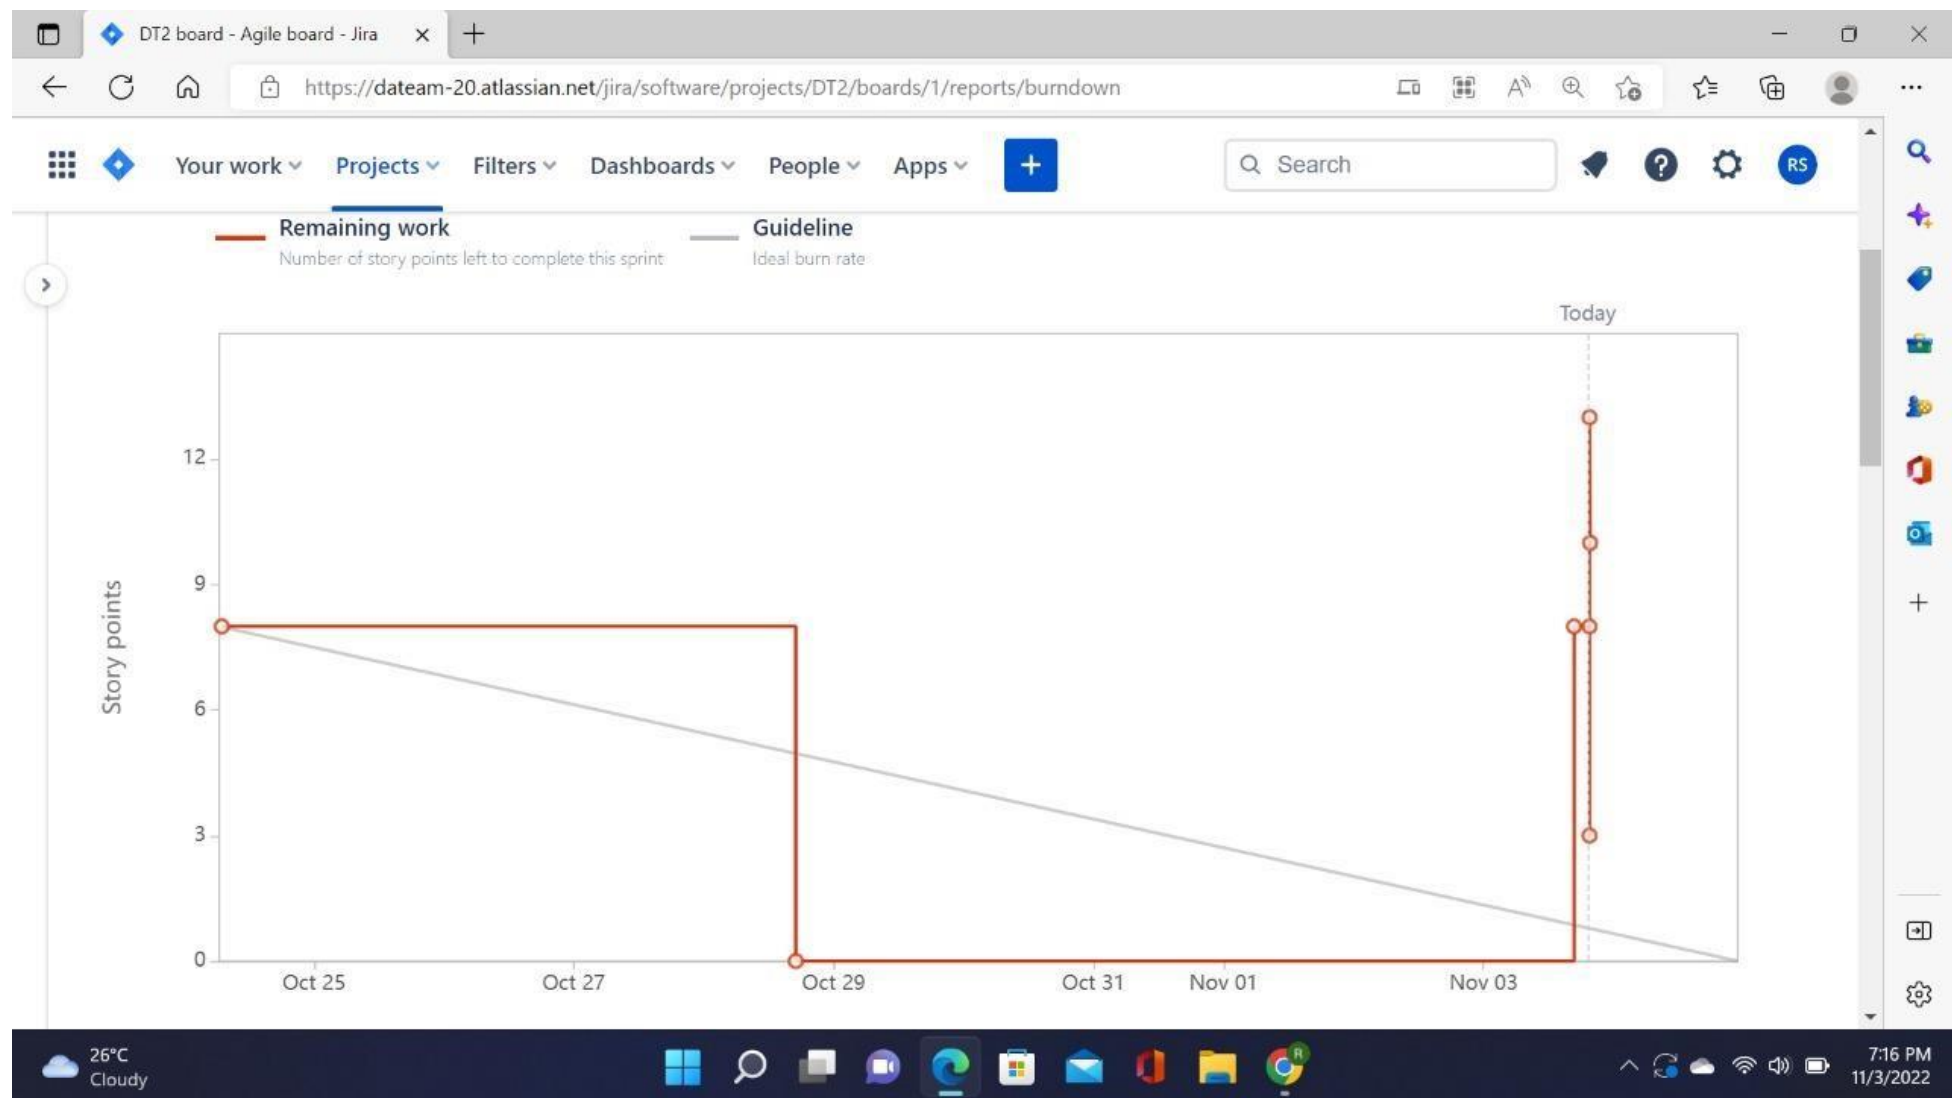 DT2 board - Agile board - Jira
https://dateam-20.atlassian.net/jira/software/projects/DT2/boards/1/reports/burndown
Your work Projects Filters Dashboards People Apps + Search ? RS
Remaining work Guideline
Number of story points left to complete this sprint Ideal burn rate
Today
12
9
6
3
0
Story points
Oct 25 Oct 27 Oct 29 Oct 31 Nov 01 Nov 03
26°C
Cloudy
R
7:16 PM
11/3/2022